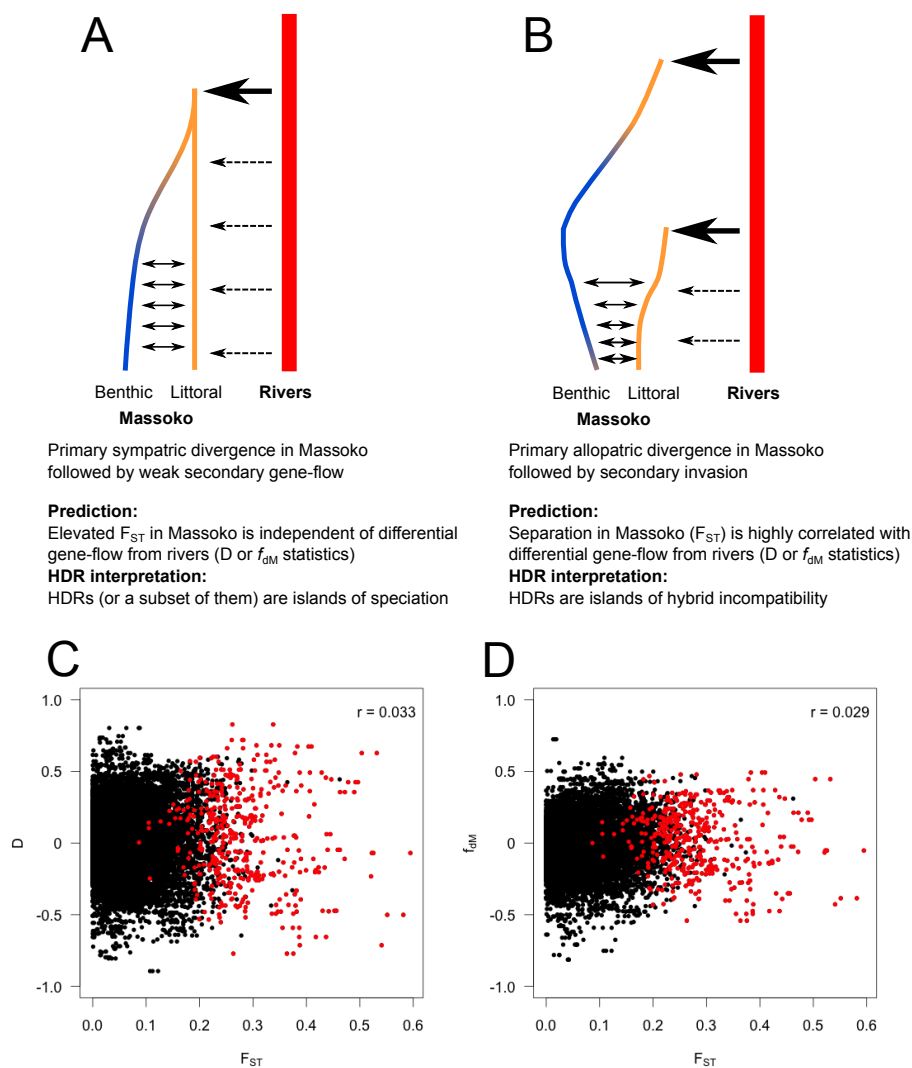 A
Benthic Littoral Rivers
Massoko
Primary sympatric divergence in Massoko
followed by weak secondary gene-flow
Prediction:
Elevated FST in Massoko is independent of differential
gene-flow from rivers (D or fdM statistics)
HDR interpretation:
HDRs (or a subset of them) are islands of speciation
B
Benthic Littoral Rivers
Massoko
Primary allopatric divergence in Massoko
followed by secondary invasion
Prediction:
Separation in Massoko (FST) is highly correlated with
differential gene-flow from rivers (D or fdM statistics)
HDR interpretation:
HDRs are islands of hybrid incompatibility
C
r = 0.033
1.0
0.5
0
-0.5
-1.0
D
0.0 0.1 0.2 0.3 0.4 0.5 0.6
FST
D
r = 0.029
1.0
0.5
0
-0.5
-1.0
fdM
0.0 0.1 0.2 0.3 0.4 0.5 0.6
FST